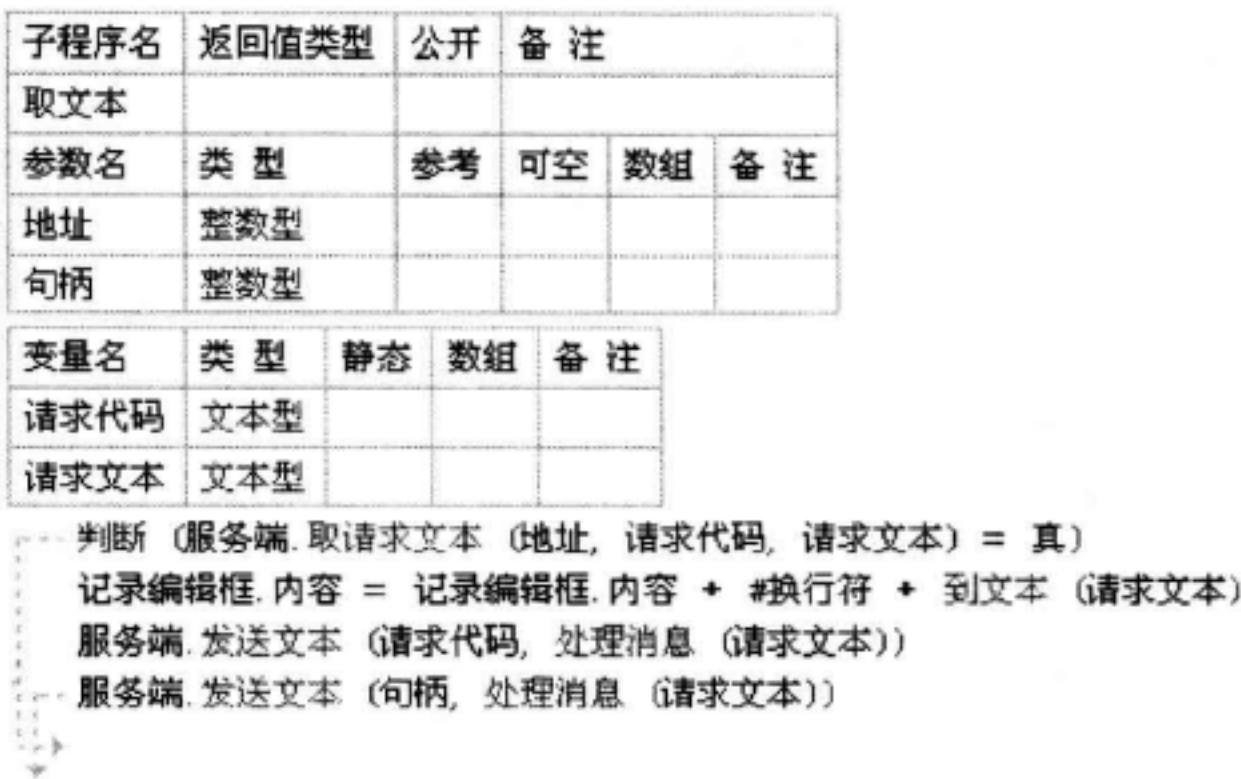 子程序名 返回值类型 公开 备 注
取文本
参数名 类 型 参考 可空 数组 备 注
地址 整数型
句柄 整数型
变量名 类 型 静态 数组 备 注
请求代码 文本型
请求文本 文本型
判断 (服务端.取请求文本 (地址, 请求代码, 请求文本) = 真)
记录编辑框.内容 = 记录编辑框.内容 + #换行符 + 到文本 (请求文本)
服务端.发送文本 (请求代码, 处理消息 (请求文本))
服务端.发送文本 (句柄, 处理消息 (请求文本))